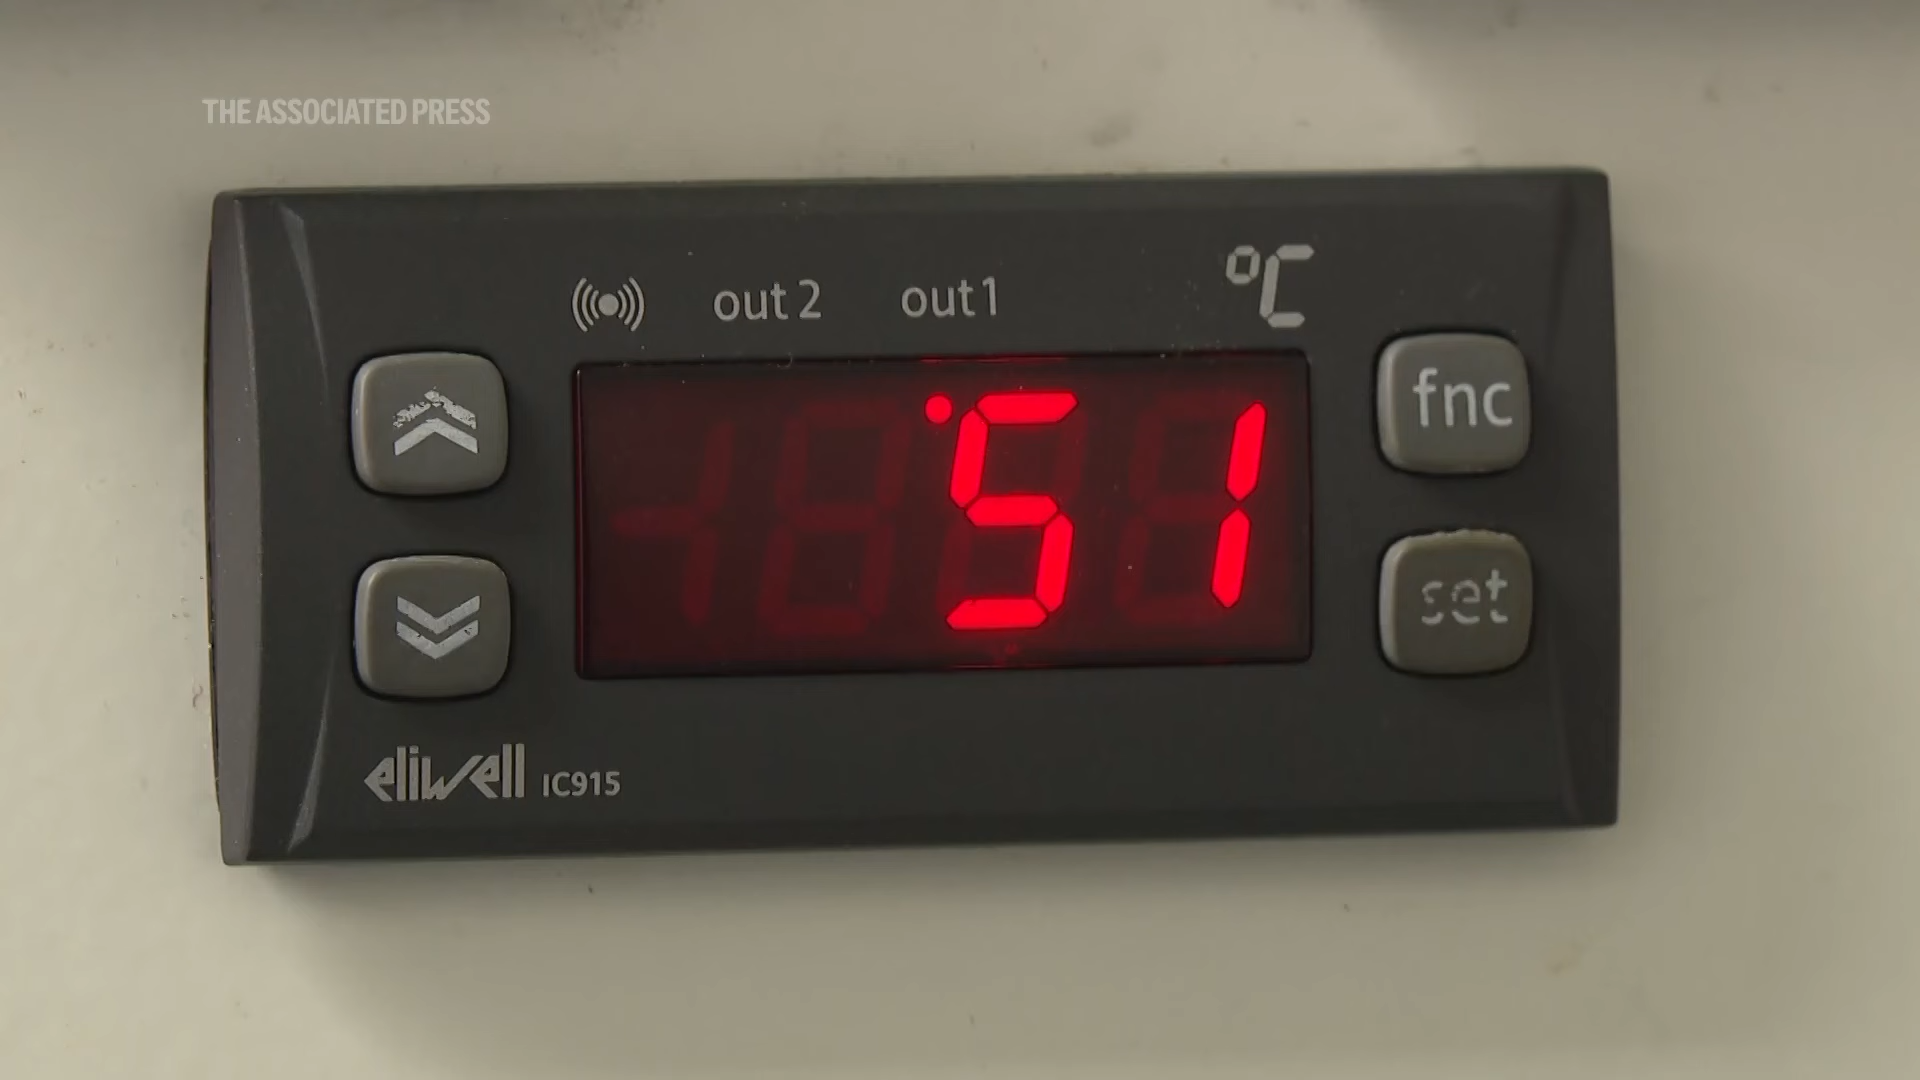 THE ASSOCIATED PRESS
out 2 out 1 °C
fnc
51
set
eliwell IC915